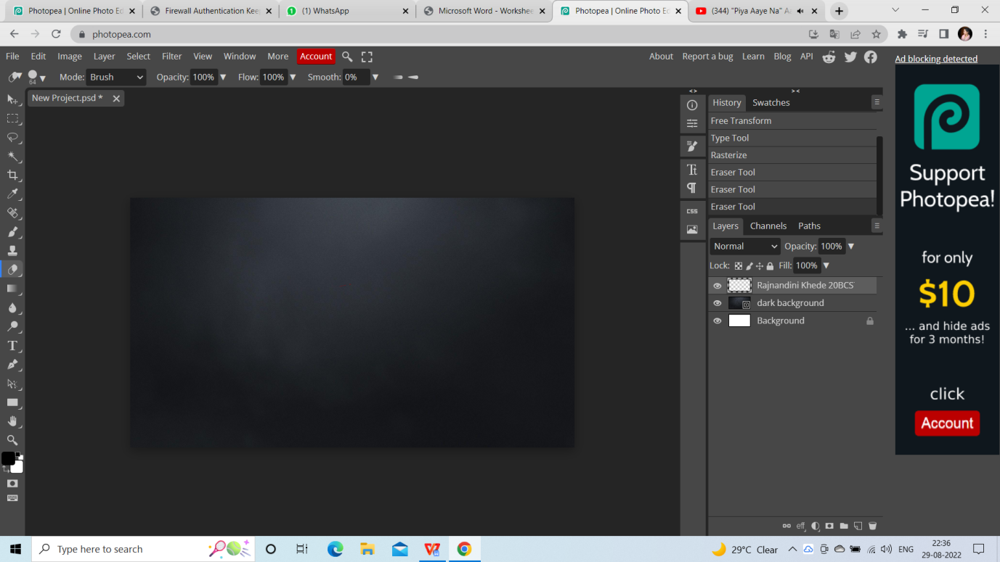 Photopea | Online Photo Ed
Firewall Authentication Kee
(1) WhatsApp
Microsoft Word - Workshee
Photopea | Online Photo Ed
(344) "Piya Aaye Na" A
photopea.com
File Edit Image Layer Select Filter View Window More Account
About Report a bug Learn Blog API
Ad blocking detected
64
Mode: Brush Opacity: 100% Flow: 100% Smooth: 0%
New Project.psd *
History Swatches
Free Transform
Type Tool
Rasterize
Eraser Tool
Eraser Tool
Eraser Tool
CSS
Layers Channels Paths
Normal Opacity: 100%
Lock: Fill: 100%
Rajnandini Khede 20BCS
dark background
Background
eff
Support
Photopea!
for only
$10
... and hide ads
for 3 months!
click
Account
Type here to search
29°C Clear
ENG
22:36
29-08-2022